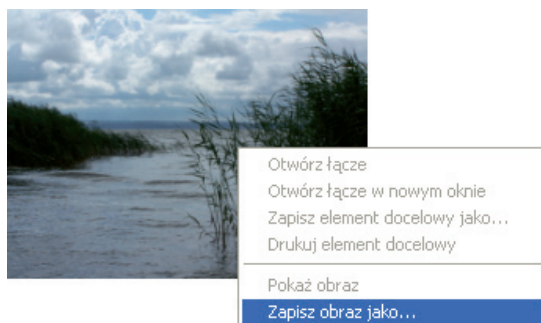 Otwórz łącze
Otwórz łącze w nowym oknie
Zapisz element docelowy jako...
Drukuj element docelowy
Pokaż obraz
Zapisz obraz jako...